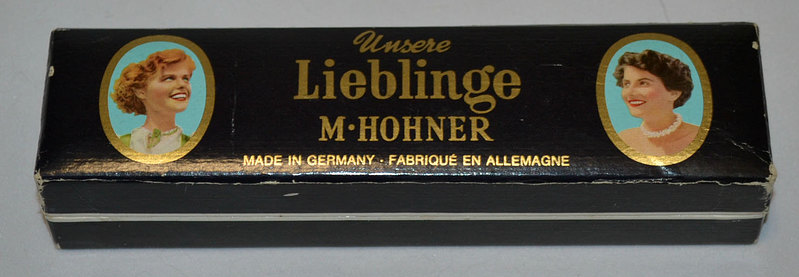 Unsere
Lieblinge
M·HOHNER
MADE IN GERMANY · FABRIQUÉ EN ALLEMAGNE